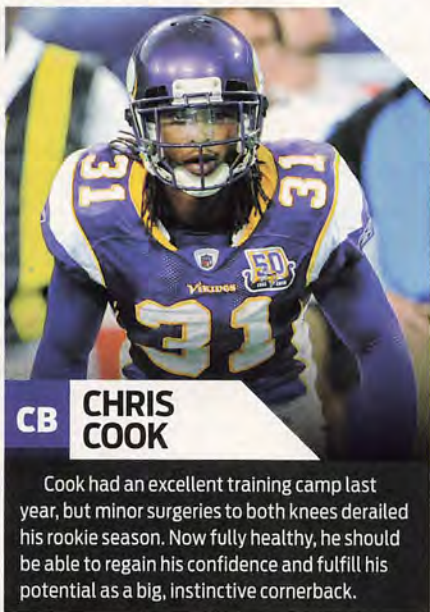 31 31
50
VIKINGS
31
CB
CHRIS
COOK
Cook had an excellent training camp last
year, but minor surgeries to both knees derailed
his rookie season. Now fully healthy, he should
be able to regain his confidence and fulfill his
potential as a big, instinctive cornerback.